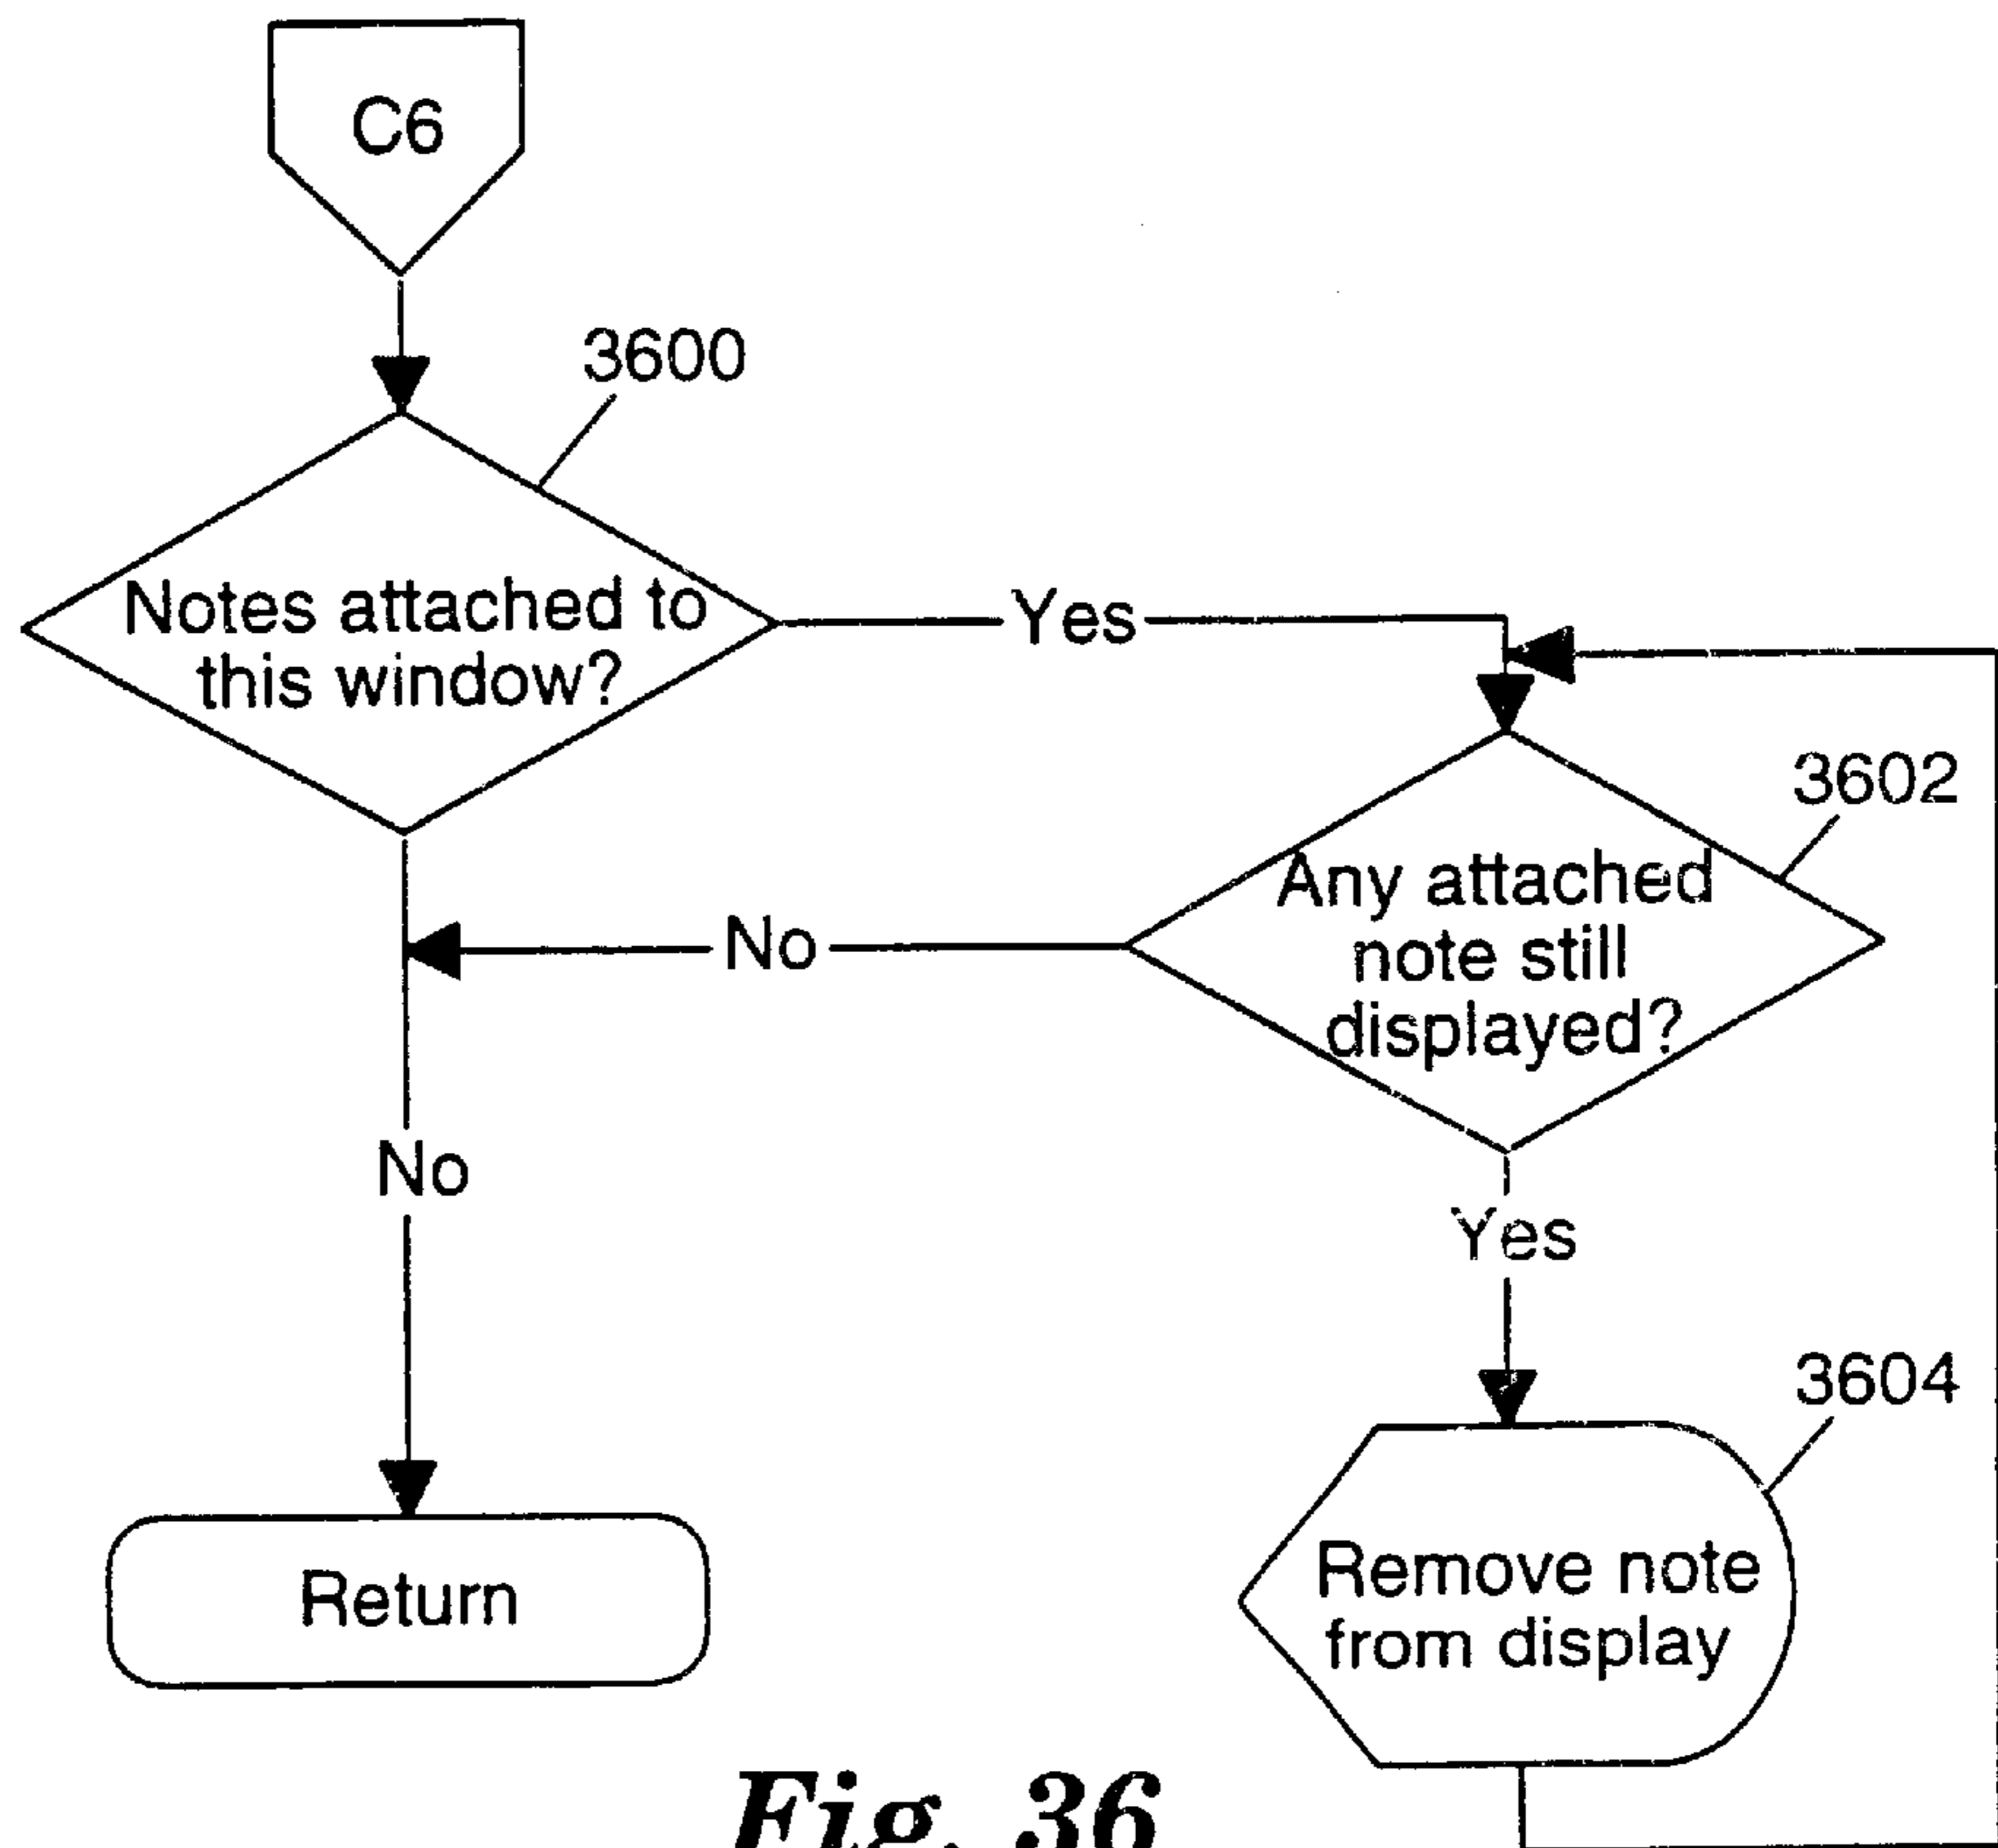 C6
3600
Notes attached to
this window?
Yes
3602
Any attached
note still
displayed?
No
No
Yes
3604
Remove note
from display
Return
Fig. 36